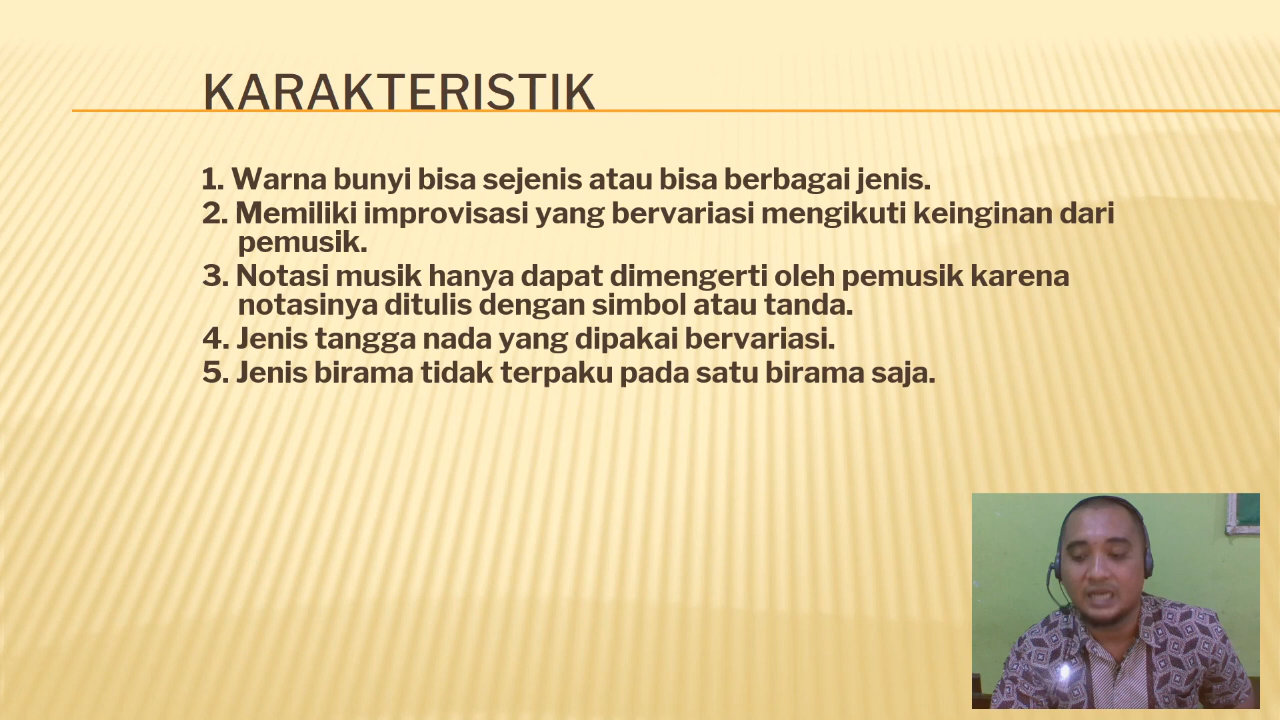 KARAKTERISTIK
1. Warna bunyi bisa sejenis atau bisa berbagai jenis.
2. Memiliki improvisasi yang bervariasi mengikuti keinginan dari
pemusik.
3. Notasi musik hanya dapat dimengerti oleh pemusik karena
notasinya ditulis dengan simbol atau tanda.
4. Jenis tangga nada yang dipakai bervariasi.
5. Jenis birama tidak terpaku pada satu birama saja.